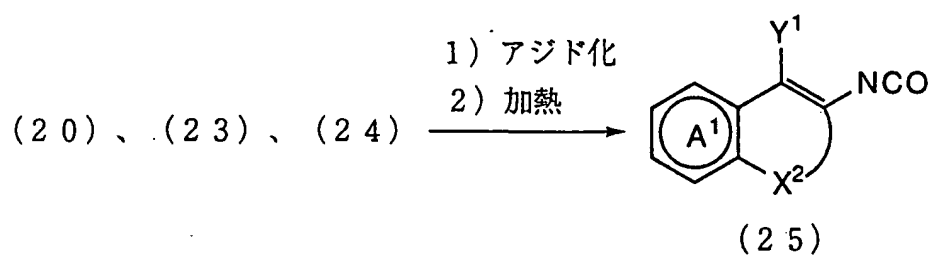 1) アジド化
2) 加熱
(20)、(23)、(24)
Y¹
NCO
A¹
X²
(25)